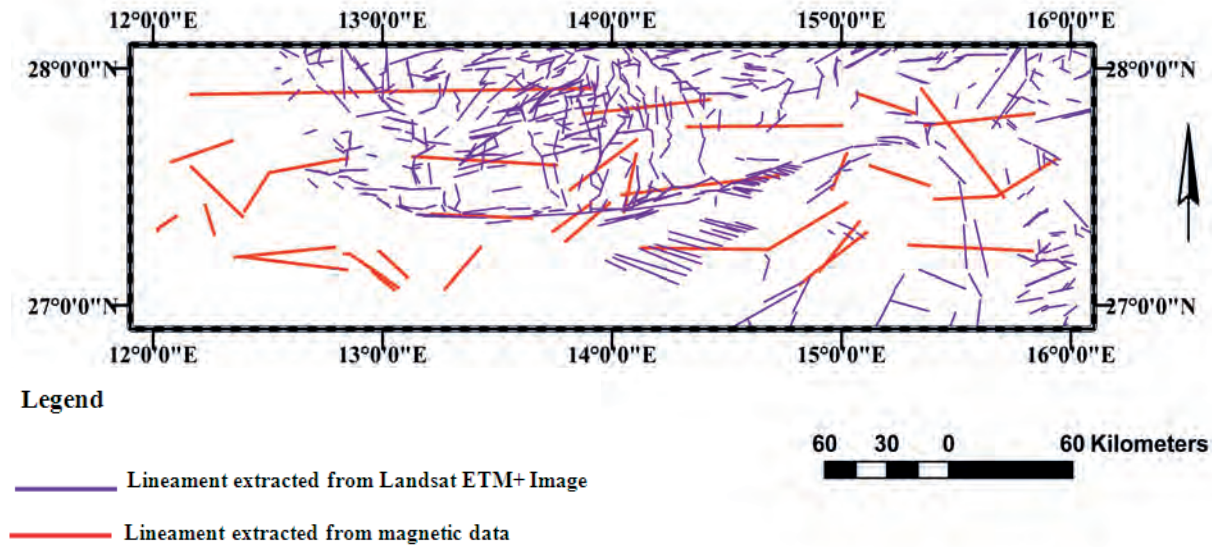 12°0'0"E 13°0'0"E 14°0'0"E 15°0'0"E 16°0'0"E
28°0'0"N 28°0'0"N
27°0'0"N 27°0'0"N
12°0'0"E 13°0'0"E 14°0'0"E 15°0'0"E 16°0'0"E
Legend
60 30 0 60 Kilometers
Lineament extracted from Landsat ETM+ Image
Lineament extracted from magnetic data